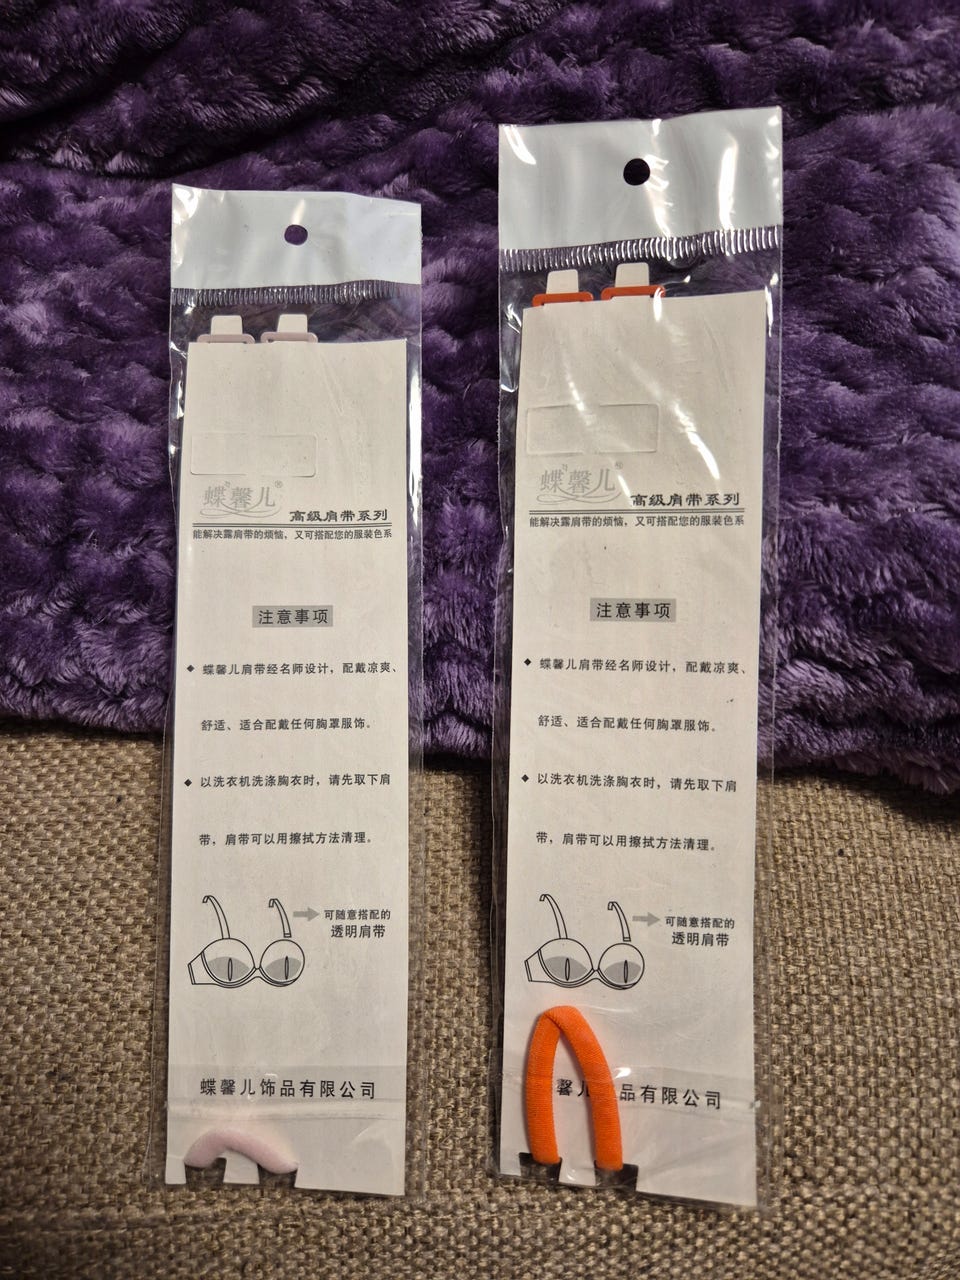 蝶馨儿®
高级肩带系列
能解决露肩带的烦恼，又可搭配您的服装色系
注意事项
◆ 蝶馨儿肩带经名师设计，配戴凉爽、
舒适、适合配戴任何胸罩服饰。
◆ 以洗衣机洗涤胸衣时，请先取下肩
带，肩带可以用擦拭方法清理。
可随意搭配的
透明肩带
蝶馨儿饰品有限公司
蝶馨儿®
高级肩带系列
能解决露肩带的烦恼，又可搭配您的服装色系
注意事项
◆ 蝶馨儿肩带经名师设计，配戴凉爽、
舒适、适合配戴任何胸罩服饰。
◆ 以洗衣机洗涤胸衣时，请先取下肩
带，肩带可以用擦拭方法清理。
可随意搭配的
透明肩带
馨儿 品有限公司